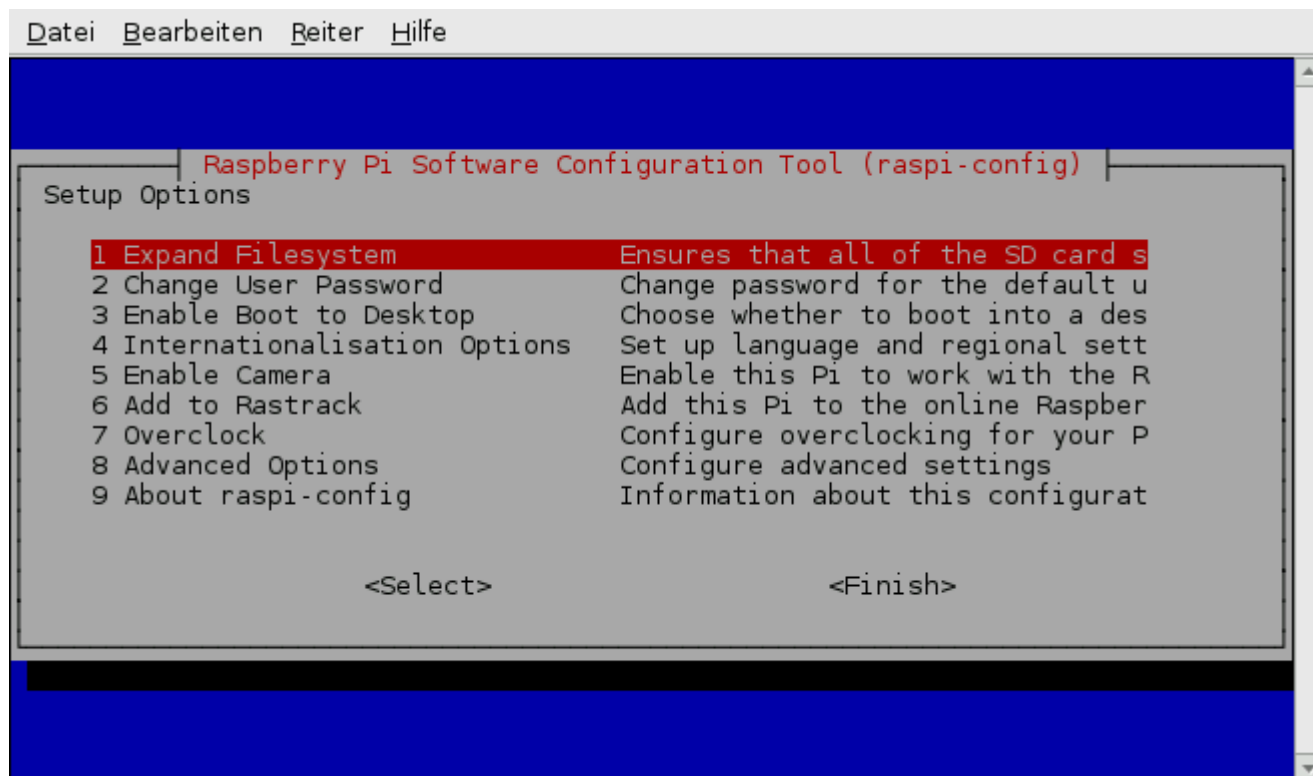 Datei Bearbeiten Reiter Hilfe
Raspberry Pi Software Configuration Tool (raspi-config)
Setup Options
1 Expand Filesystem Ensures that all of the SD card s
2 Change User Password Change password for the default u
3 Enable Boot to Desktop Choose whether to boot into a des
4 Internationalisation Options Set up language and regional sett
5 Enable Camera Enable this Pi to work with the R
6 Add to Rastrack Add this Pi to the online Raspber
7 Overclock Configure overclocking for your P
8 Advanced Options Configure advanced settings
9 About raspi-config Information about this configurat
<Select> <Finish>